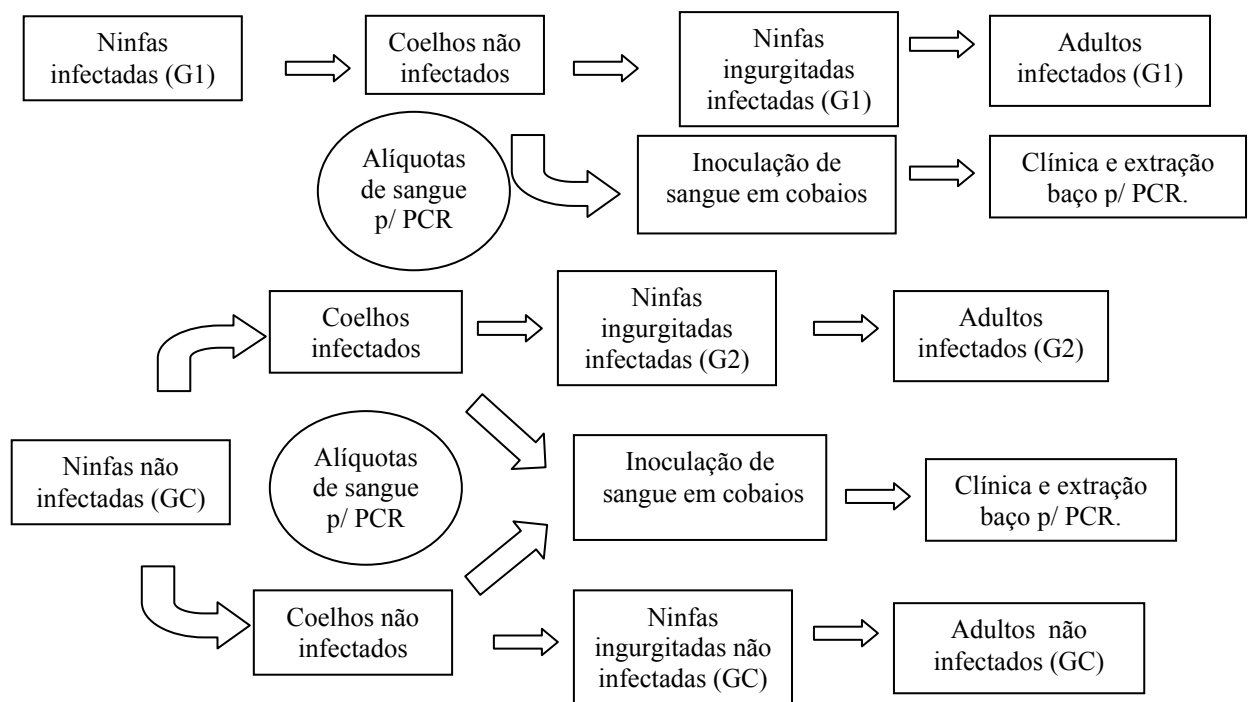 Ninfas
infectadas (G1)
Coelhos não
infectados
Ninfas
ingurgitadas
infectadas (G1)
Adultos
infectados (G1)
Alíquotas
de sangue
p/ PCR
Inoculação de
sangue em cobaios
Clínica e extração
baço p/ PCR.
Coelhos
infectados
Ninfas
ingurgitadas
infectadas (G2)
Adultos
infectados (G2)
Ninfas não
infectadas (GC)
Alíquotas
de sangue
p/ PCR
Inoculação de
sangue em cobaios
Clínica e extração
baço p/ PCR.
Coelhos não
infectados
Ninfas
ingurgitadas não
infectadas (GC)
Adultos não
infectados (GC)